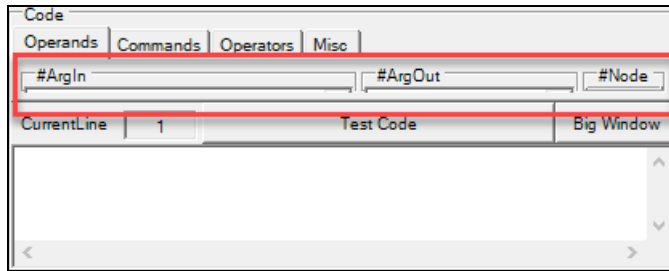 Code
Operands Commands Operators Misc
#ArgIn #ArgOut #Node
CurrentLine 1 Test Code Big Window